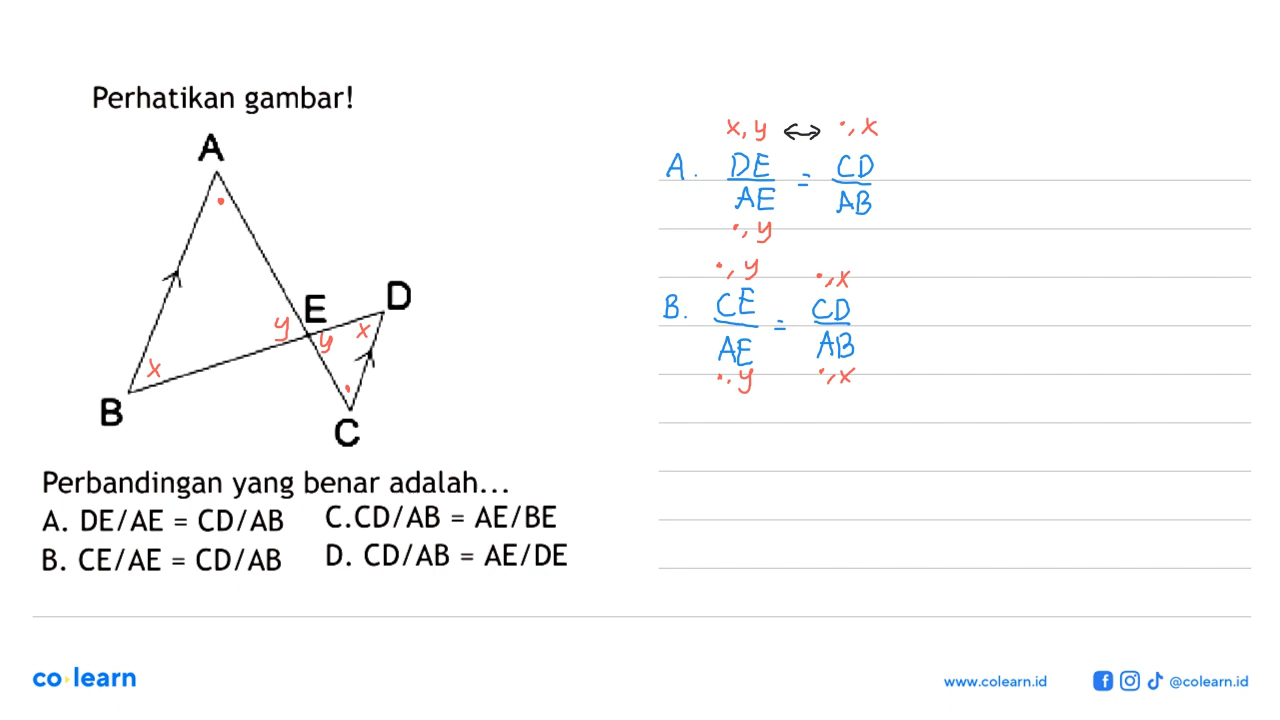 Perhatikan gambar!
A
•
E
D
y
y
x
x
•
B
C
Perbandingan yang benar adalah...
A. DE/AE = CD/AB
C.CD/AB = AE/BE
B. CE/AE = CD/AB
D. CD/AB = AE/DE
x, y ↔ •, x
A. DE/AE = CD/AB
•, y
•, y •, x
B. CE/AE = CD/AB
•, y •, x
co learn
www.colearn.id
@colearn.id